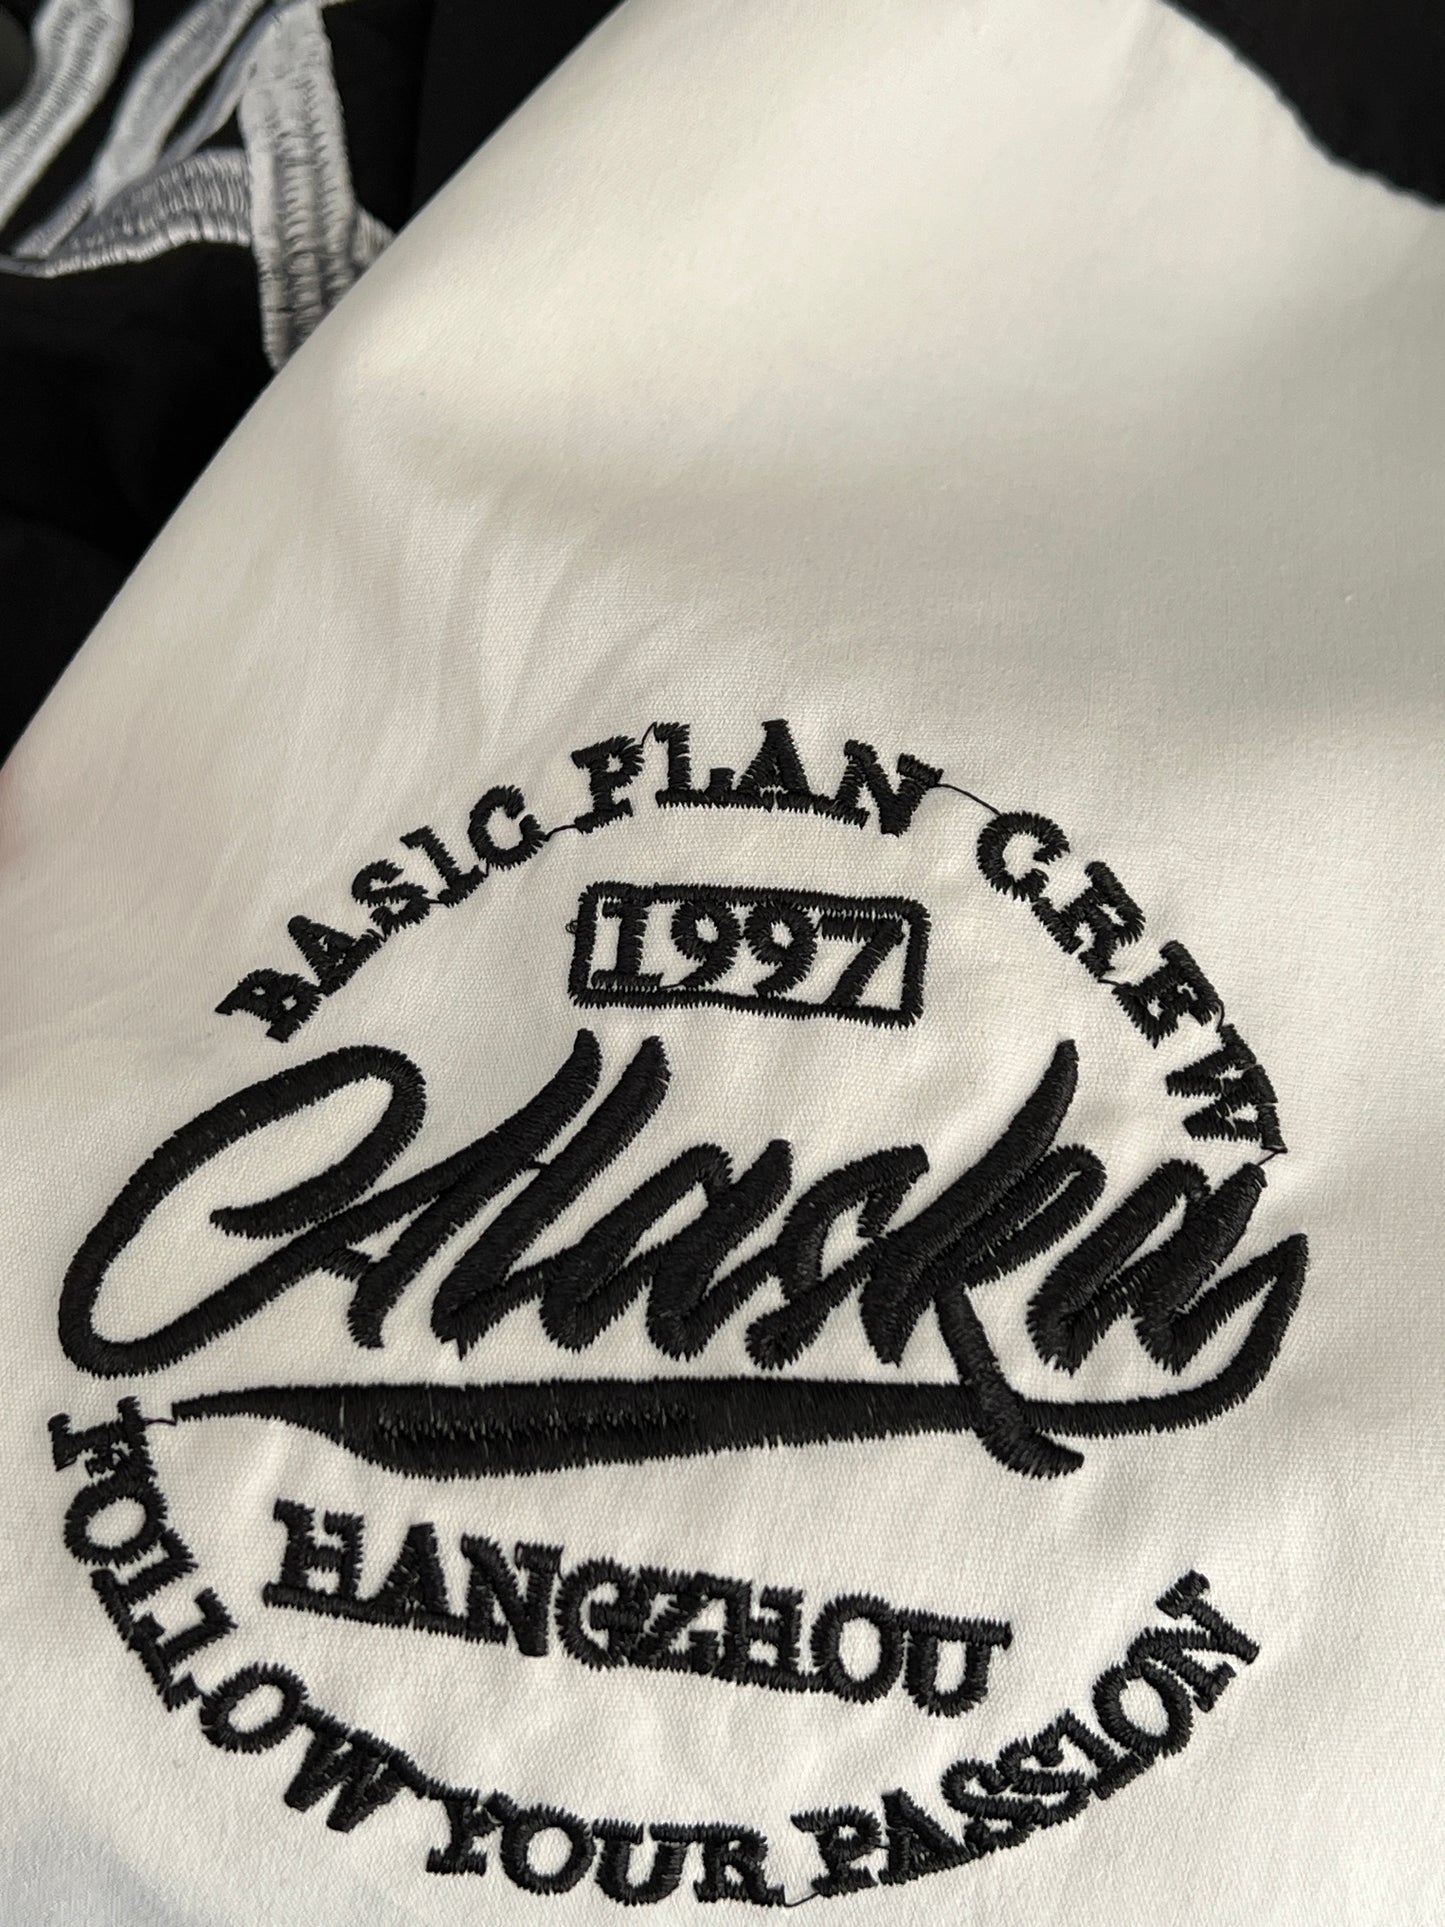 BASIC PLAN CREW
1997
Alaska
HANGZHOU
FOLLOW YOUR PASSION